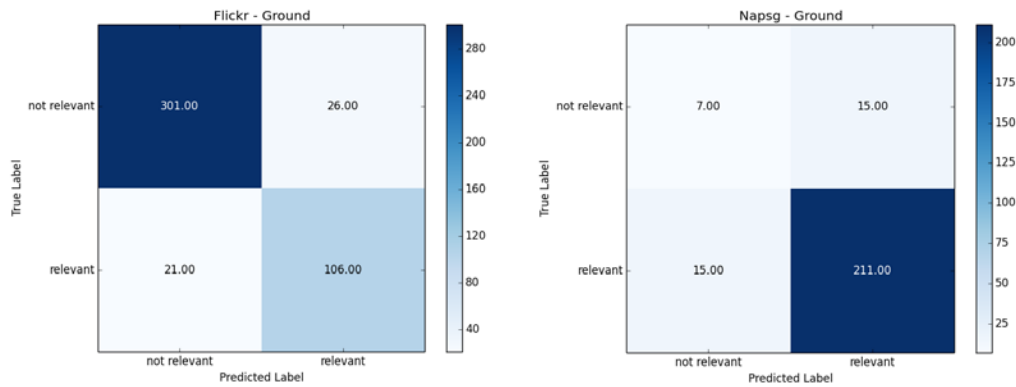 Flickr - Ground
not relevant
301.00
26.00
relevant
21.00
106.00
not relevant
relevant
True Label
Predicted Label
280
240
200
160
120
80
40
Napsg - Ground
not relevant
7.00
15.00
relevant
15.00
211.00
not relevant
relevant
True Label
Predicted Label
200
175
150
125
100
75
50
25